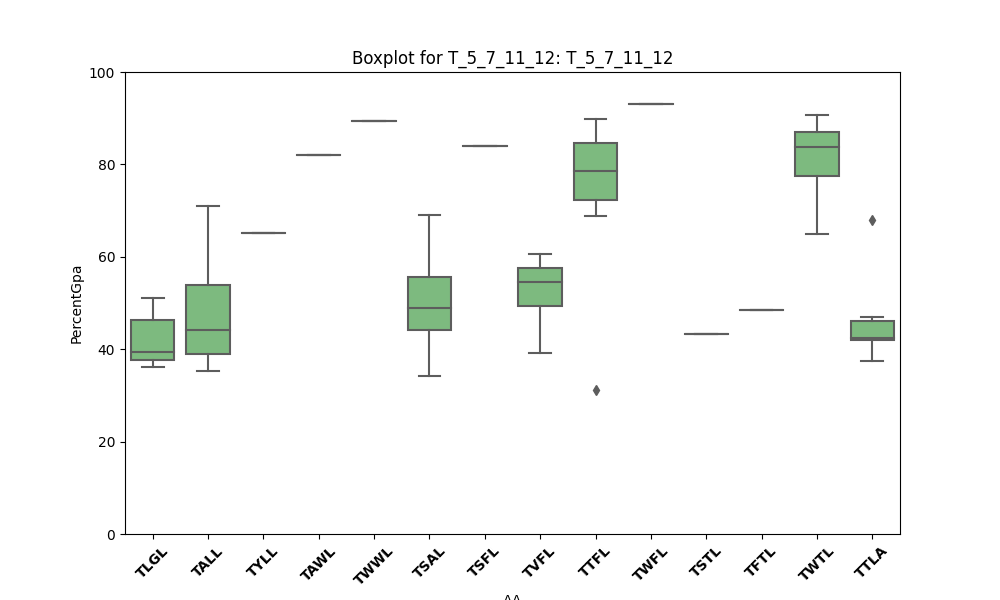 Boxplot for T_5_7_11_12: T_5_7_11_12
PercentGpa
100
80
60
40
20
0
TLGL
TALL
TYLL
TAWL
TWWL
TSAL
TSFL
TVFL
TTFL
TWFL
TSTL
TFTL
TWTL
TTLA
AA